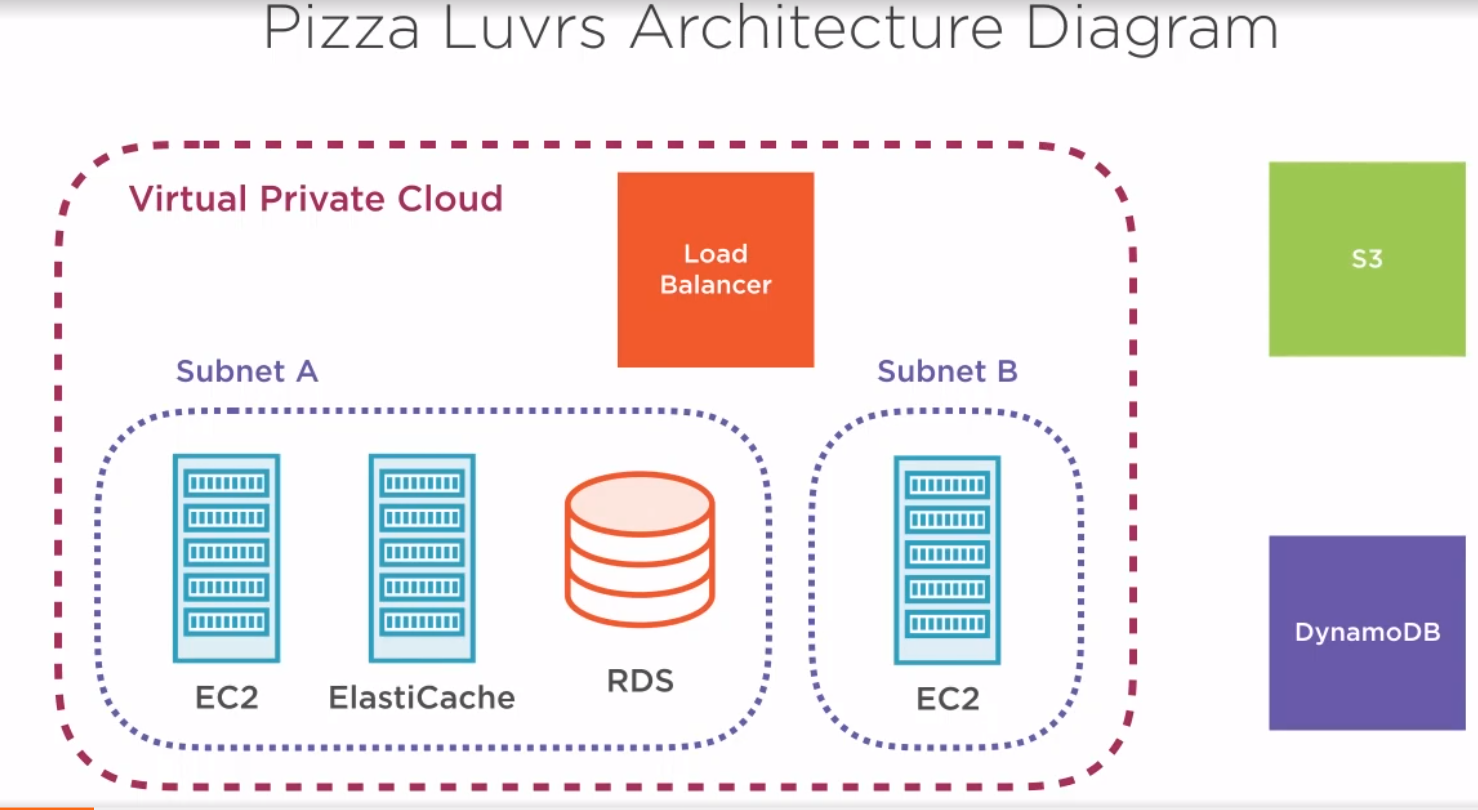 Pizza Luvrs Architecture Diagram
Virtual Private Cloud
Load
Balancer
S3
Subnet A
Subnet B
EC2
ElastiCache
RDS
EC2
DynamoDB